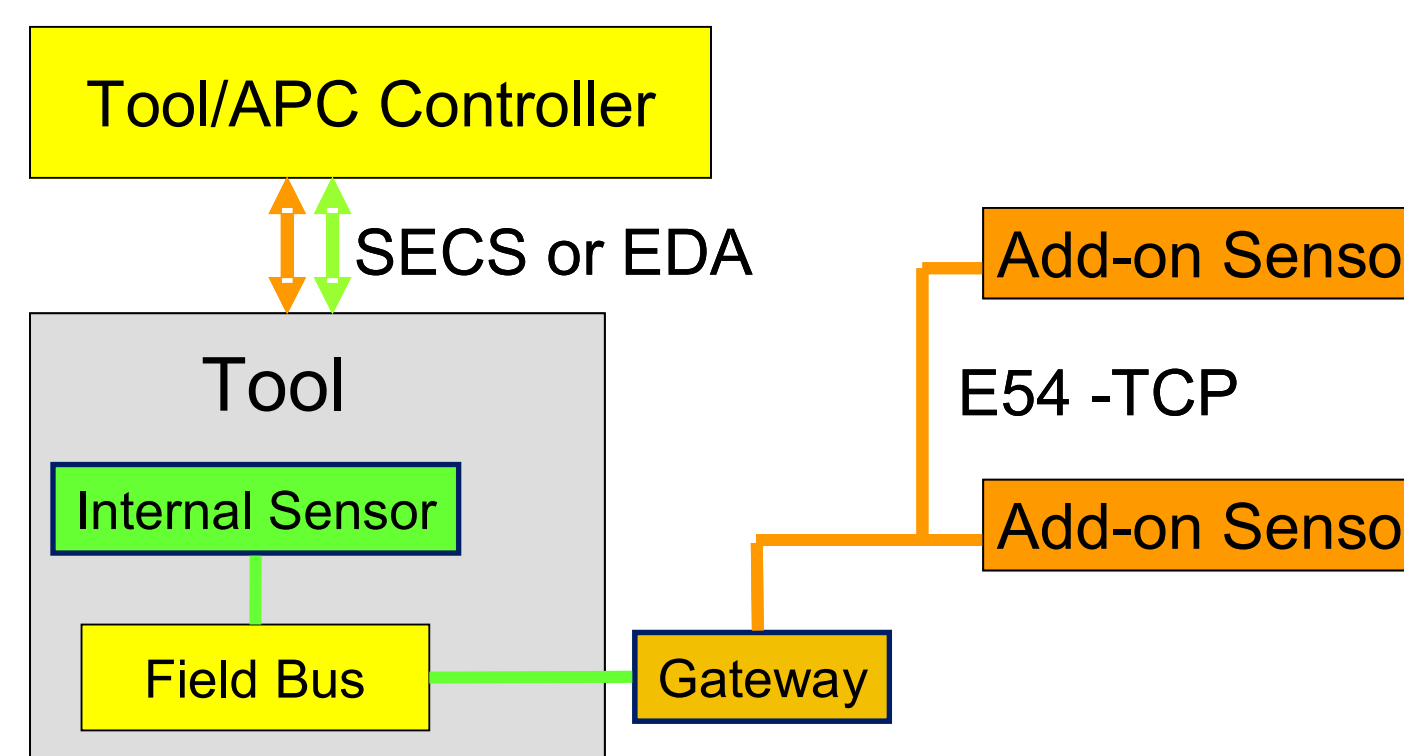 Tool/APC Controller
SECS or EDA
Add-on Senso
Tool
E54 -TCP
Internal Sensor
Add-on Senso
Field Bus
Gateway